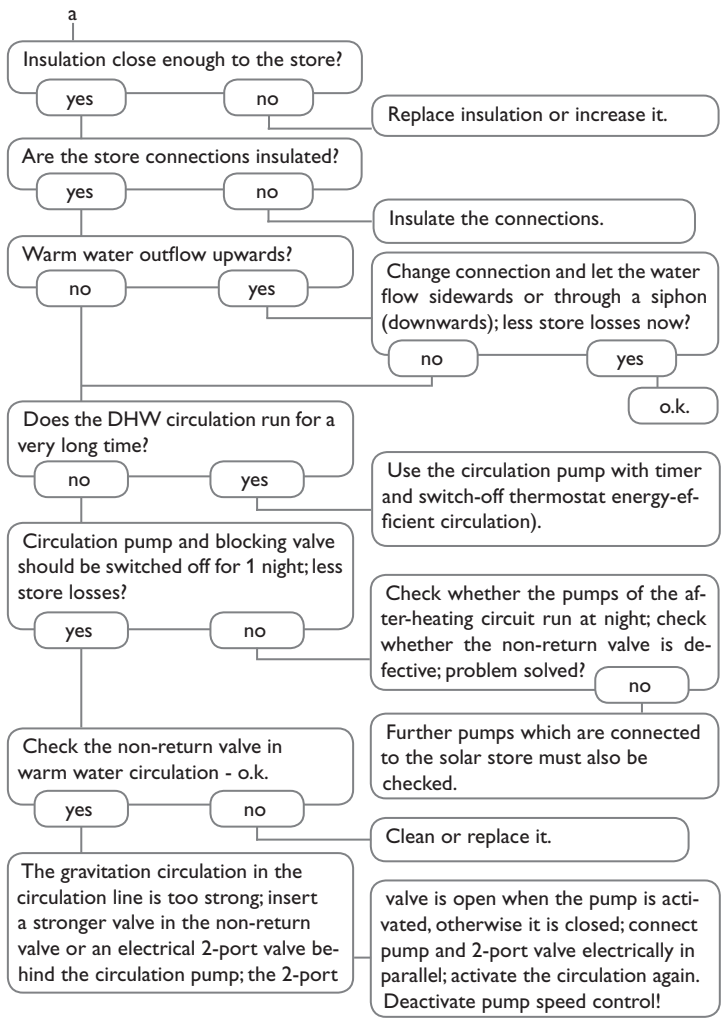 a
Insulation close enough to the store?
yes
no
Replace insulation or increase it.
Are the store connections insulated?
yes
no
Insulate the connections.
Warm water outflow upwards?
no
yes
Change connection and let the water
flow sidewards or through a siphon
(downwards); less store losses now?
no
yes
o.k.
Does the DHW circulation run for a
very long time?
no
yes
Use the circulation pump with timer
and switch-off thermostat energy-ef-
ficient circulation).
Circulation pump and blocking valve
should be switched off for 1 night; less
store losses?
yes
no
Check whether the pumps of the af-
ter-heating circuit run at night; check
whether the non-return valve is de-
fective; problem solved?
no
Further pumps which are connected
to the solar store must also be
checked.
Check the non-return valve in
warm water circulation - o.k.
yes
no
Clean or replace it.
The gravitation circulation in the
circulation line is too strong; insert
a stronger valve in the non-return
valve or an electrical 2-port valve be-
hind the circulation pump; the 2-port
valve is open when the pump is acti-
vated, otherwise it is closed; connect
pump and 2-port valve electrically in
parallel; activate the circulation again.
Deactivate pump speed control!